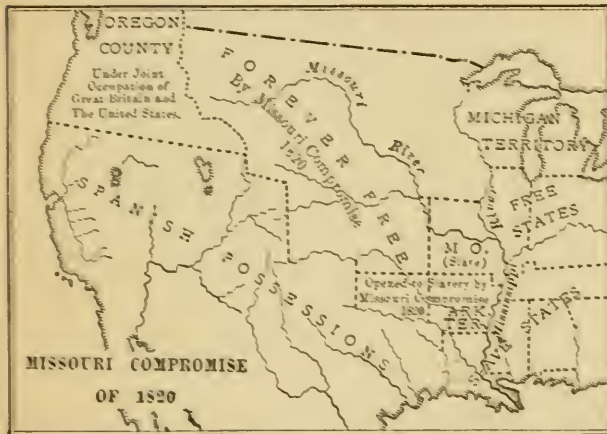 OREGON
COUNTY
Under Joint
Occupation of
Great Britain and
The United States.
FOREVER FREE
By Missouri Compromise
1820
Missouri
River
MICHIGAN
TERRITORY
FREE
STATES
SPANISH
POSSESSIONS
MO.
(State)
Opened to Slavery by
Missouri Compromise
1820
ARK.
TER.
Mississippi
STATES
MISSOURI COMPROMISE
OF 1820